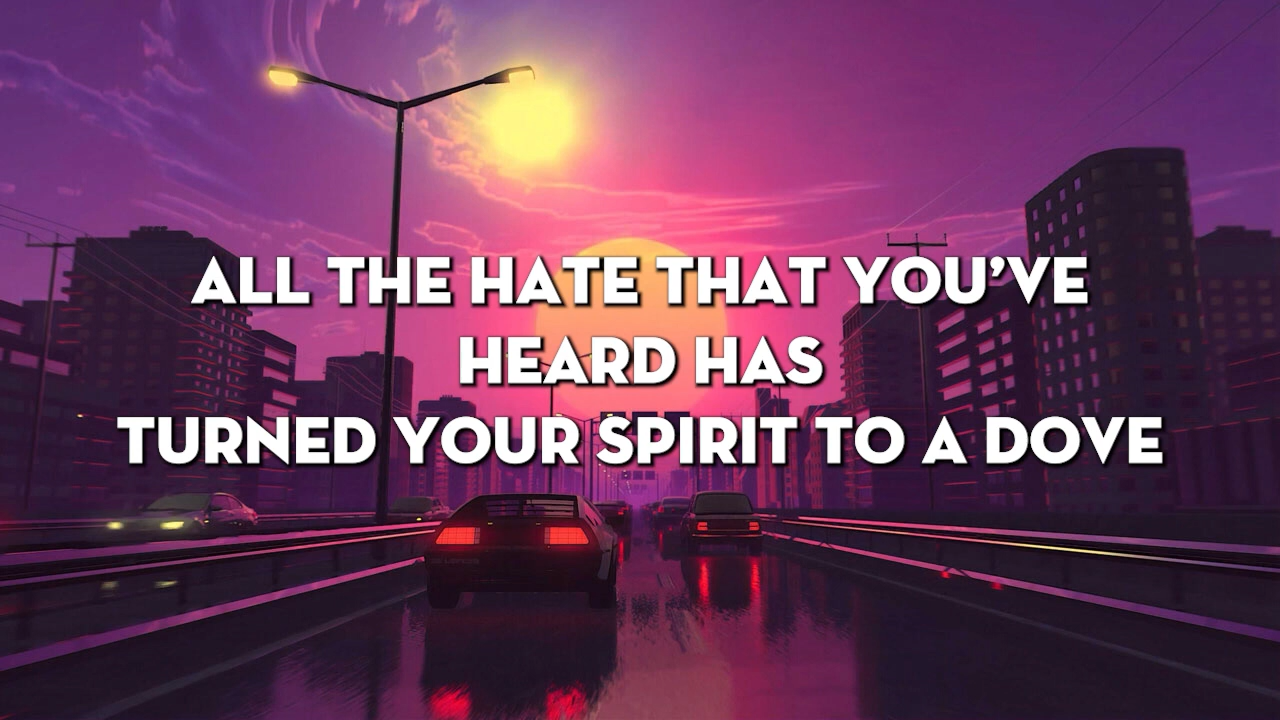 ALL THE HATE THAT YOU’VE
HEARD HAS
TURNED YOUR SPIRIT TO A DOVE